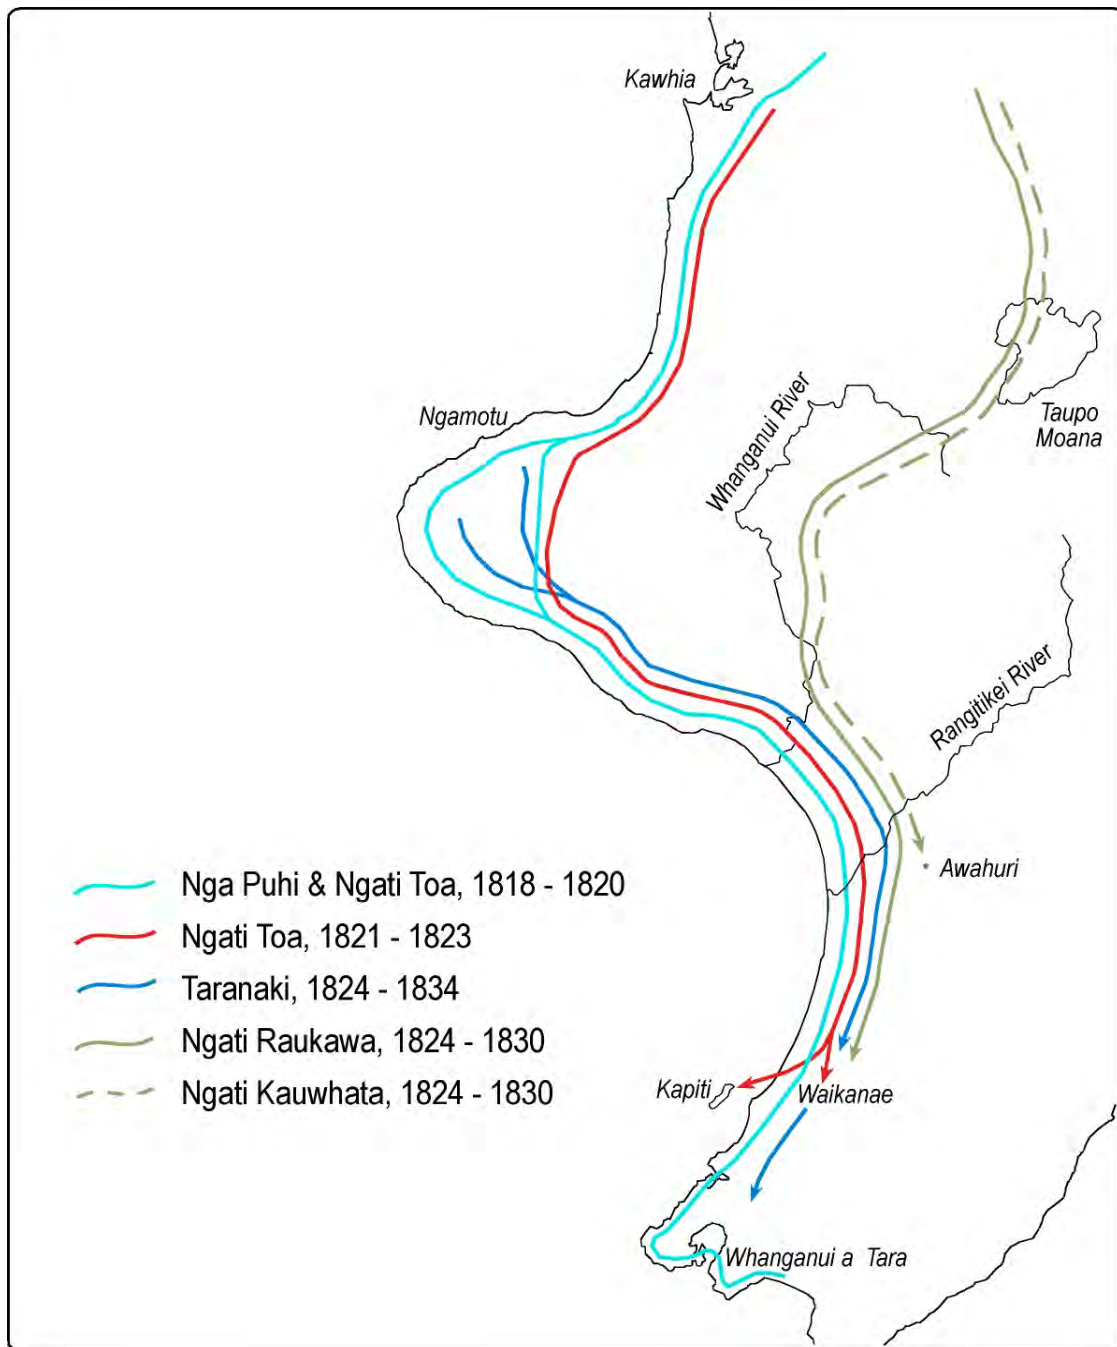 Kawhia
Ngamotu
Whanganui River
Taupo
Moana
Rangitikei River
Awahuri
Nga Puhi & Ngati Toa, 1818 - 1820
Ngati Toa, 1821 - 1823
Taranaki, 1824 - 1834
Ngati Raukawa, 1824 - 1830
Ngati Kauwhata, 1824 - 1830
Kapiti
Waikanae
Whanganui a Tara